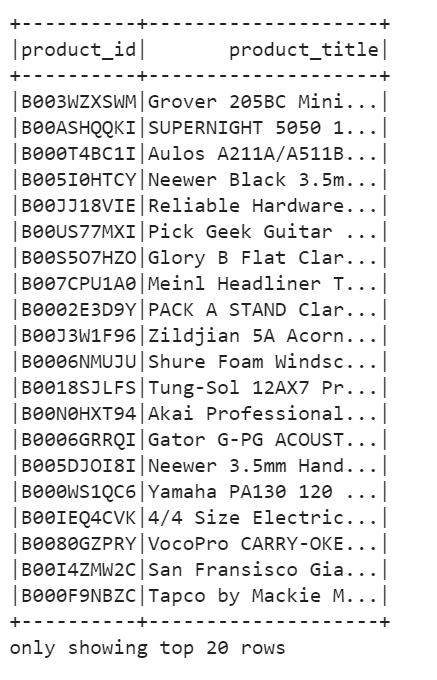 +----------+--------------------+
|product_id|       product_title|
+----------+--------------------+
|B003WZXSWM|Grover 205BC Mini...|
|B00ASHQQKI|SUPERNIGHT 5050 1...|
|B000T4BC1I|Aulos A211A/A511B...|
|B005I0HTCY|Neewer Black 3.5m...|
|B00JJ18VIE|Reliable Hardware...|
|B00US77MXI|Pick Geek Guitar ...|
|B00S5O7HZO|Glory B Flat Clar...|
|B007CPU1A0|Meinl Headliner T...|
|B0002E3D9Y|PACK A STAND Clar...|
|B00J3W1F96|Zildjian 5A Acorn...|
|B0006NMUJU|Shure Foam Windsc...|
|B0018SJLFS|Tung-Sol 12AX7 Pr...|
|B00N0HXT94|Akai Professional...|
|B0006GRRQI|Gator G-PG ACOUST...|
|B005DJOI8I|Neewer 3.5mm Hand...|
|B000WS1QC6|Yamaha PA130 120 ...|
|B00IEQ4CVK|4/4 Size Electric...|
|B0080GZPRY|VocoPro CARRY-OKE...|
|B00I4ZMW2C|San Fransisco Gia...|
|B000F9NBZC|Tapco by Mackie M...|
+----------+--------------------+
only showing top 20 rows